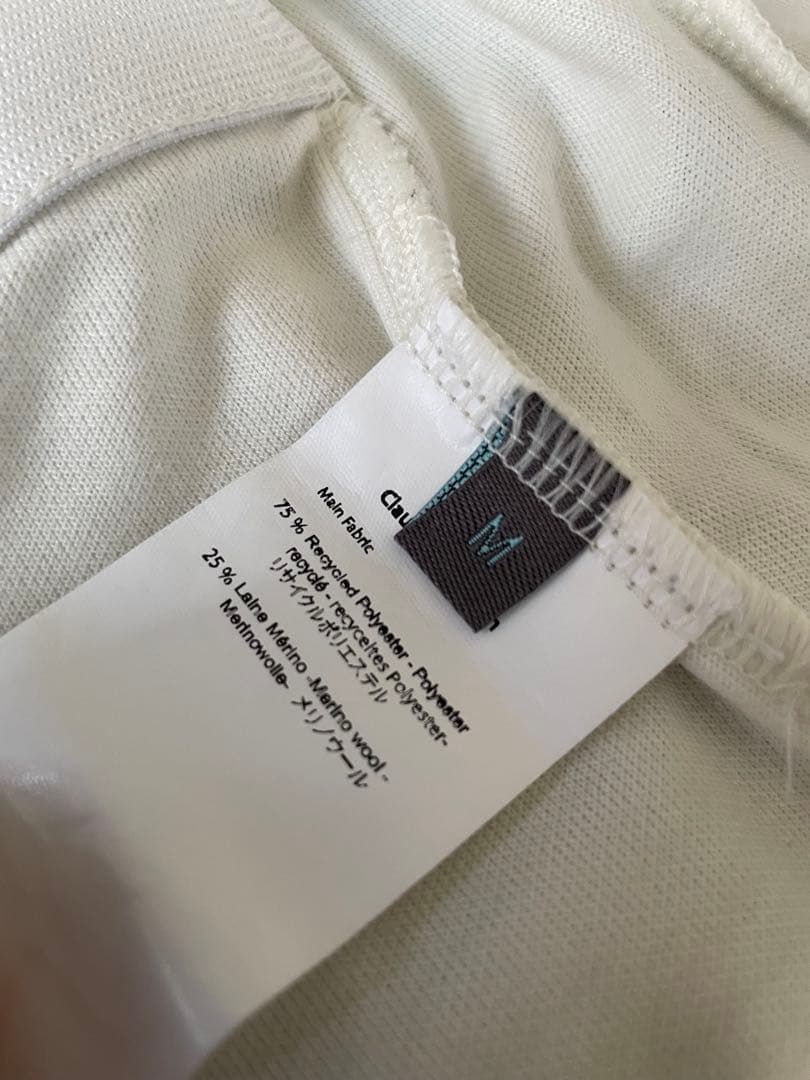 M
Clau
Main Fabric
75 % Recycled Polyester - Polyester
recyclé - recyceltes Polyester-
リサイクルポリエステル
25 % Laine Mérino -Merino wool -
Merinowolle- メリノウール